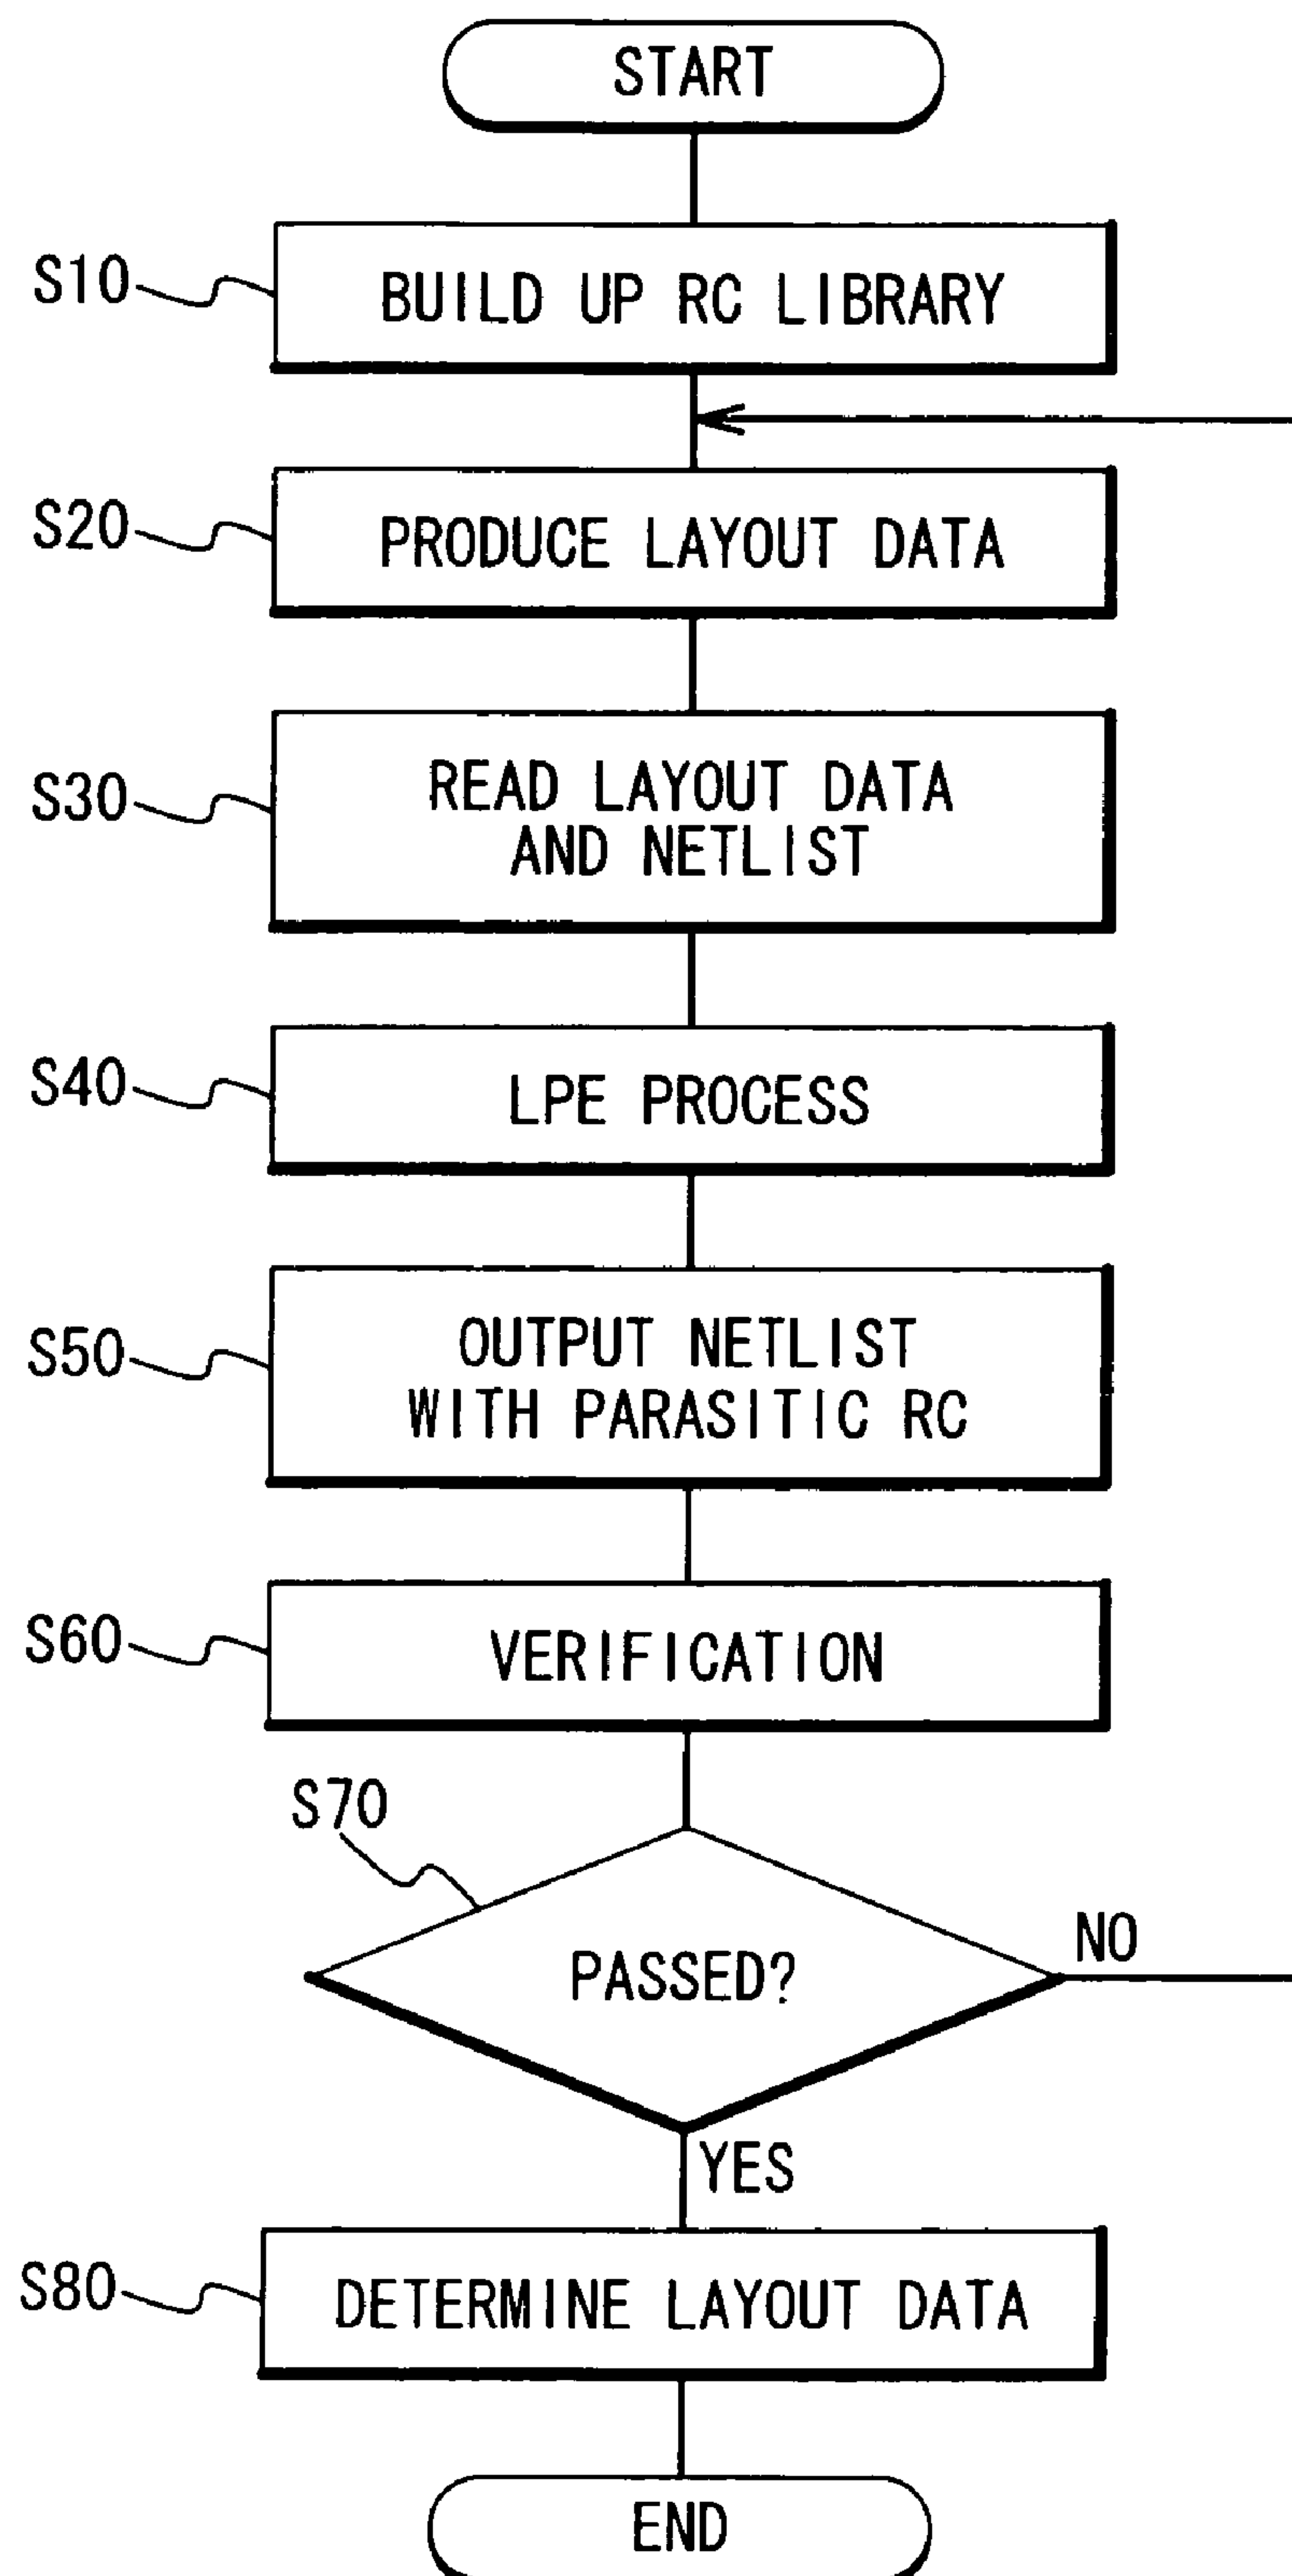 START
S10
BUILD UP RC LIBRARY
S20
PRODUCE LAYOUT DATA
S30
READ LAYOUT DATA
AND NETLIST
S40
LPE PROCESS
S50
OUTPUT NETLIST
WITH PARASITIC RC
S60
VERIFICATION
S70
PASSED?
NO
YES
S80
DETERMINE LAYOUT DATA
END